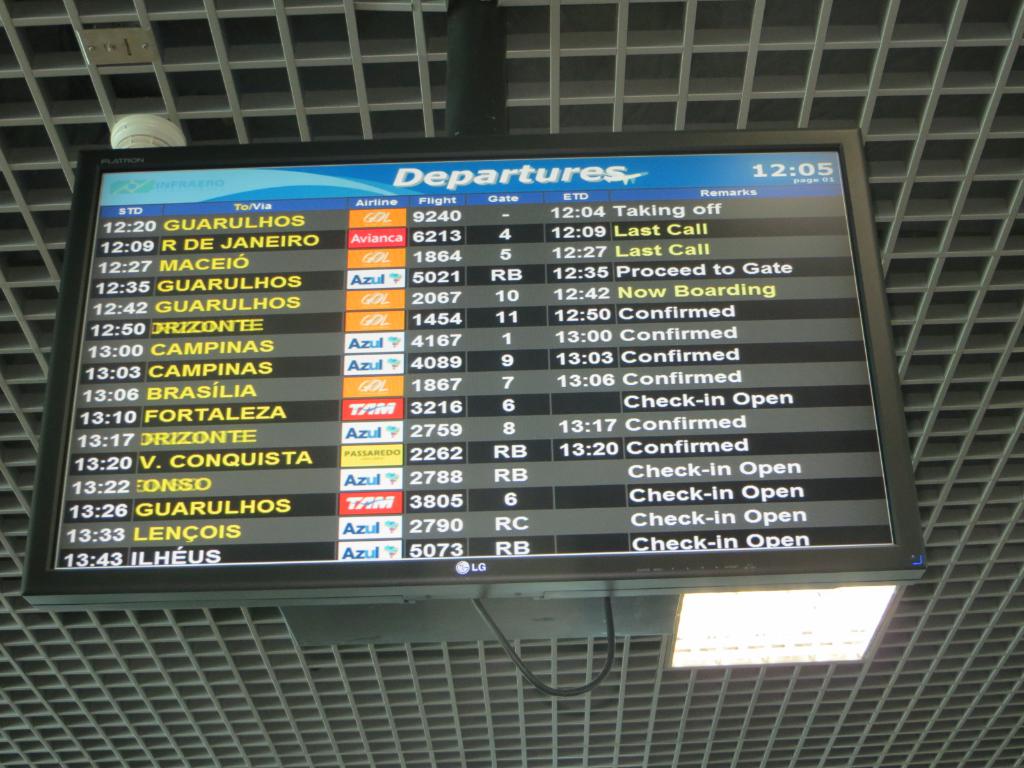 FLATRON
INFRAERO Departures 12:05
page 01
STD To/Via Airline Flight Gate ETD Remarks
12:20 GUARULHOS GOL 9240 - 12:04 Taking off
12:09 R DE JANEIRO Avianca 6213 4 12:09 Last Call
12:27 MACEIÓ GOL 1864 5 12:27 Last Call
12:35 GUARULHOS Azul 5021 RB 12:35 Proceed to Gate
12:42 GUARULHOS GOL 2067 10 12:42 Now Boarding
12:50 ORIZONTE GOL 1454 11 12:50 Confirmed
13:00 CAMPINAS Azul 4167 1 13:00 Confirmed
13:03 CAMPINAS Azul 4089 9 13:03 Confirmed
13:06 BRASÍLIA GOL 1867 7 13:06 Confirmed
13:10 FORTALEZA TAM 3216 6 Check-in Open
13:17 ORIZONTE Azul 2759 8 13:17 Confirmed
13:20 V. CONQUISTA PASSAREDO 2262 RB 13:20 Confirmed
13:22 Azul 2788 RB Check-in Open
13:26 GUARULHOS TAM 3805 6 Check-in Open
13:33 LENÇOIS Azul 2790 RC Check-in Open
13:43 ILHÉUS Azul 5073 RB Check-in Open
LG